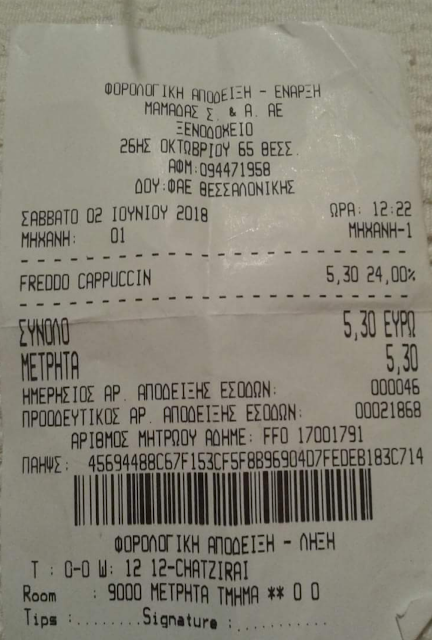 ΦΟΡΟΛΟΓΙΚΗ ΑΠΟΔΕΙΞΗ - ΕΝΑΡΞΗ
ΜΑΜΑΔΑΣ Σ. & Α. ΑΕ
ΞΕΝΟΔΟΧΕΙΟ
26ΗΣ ΟΚΤΩΒΡΙΟΥ 65 ΘΕΣΣ.
ΑΦΜ:094471958
ΔΟΥ:ΦΑΕ ΘΕΣΣΑΛΟΝΙΚΗΣ
ΣΑΒΒΑΤΟ 02 ΙΟΥΝΙΟΥ 2018 ΩΡΑ: 12:22
ΜΗΧΑΝΗ: 01 ΜΗΧΑΝΗ-1
FREDDO CAPPUCCIN 5,30 24,00%
ΣΥΝΟΛΟ 5,30 ΕΥΡΩ
ΜΕΤΡΗΤΑ 5,30
ΗΜΕΡΗΣΙΟΣ ΑΡ. ΑΠΟΔΕΙΞΗΣ ΕΣΟΔΩΝ: 000046
ΠΡΟΟΔΕΥΤΙΚΟΣ ΑΡ. ΑΠΟΔΕΙΞΗΣ ΕΣΟΔΩΝ: 00021868
ΑΡΙΘΜΟΣ ΜΗΤΡΩΟΥ ΑΔΗΜΕ: FFO 17001791
ΠΑΗΨΣ: 45694488C67F153CF5F8B96904D7FEDEB183C714
ΦΟΡΟΛΟΓΙΚΗ ΑΠΟΔΕΙΞΗ - ΛΗΞΗ
T : 0-0 W: 12 12-CHATZIRAI
Room : 9000 ΜΕΤΡΗΤΑ ΤΜΗΜΑ ** 0 0
Tips :........Signature :............